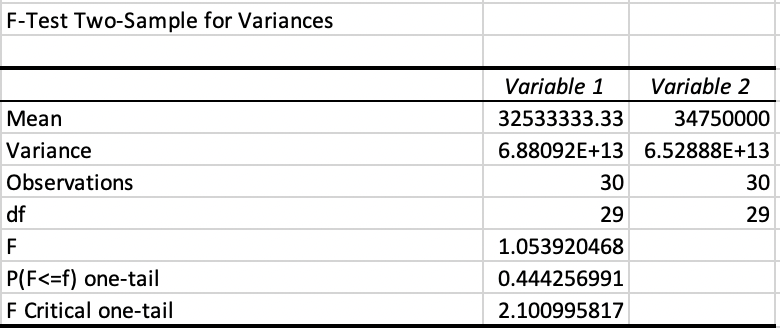 F-Test Two-Sample for Variances
Variable 1 Variable 2
Mean 32533333.33 34750000
Variance 6.88092E+13 6.52888E+13
Observations 30 30
df 29 29
F 1.053920468
P(F<=f) one-tail 0.444256991
F Critical one-tail 2.100995817